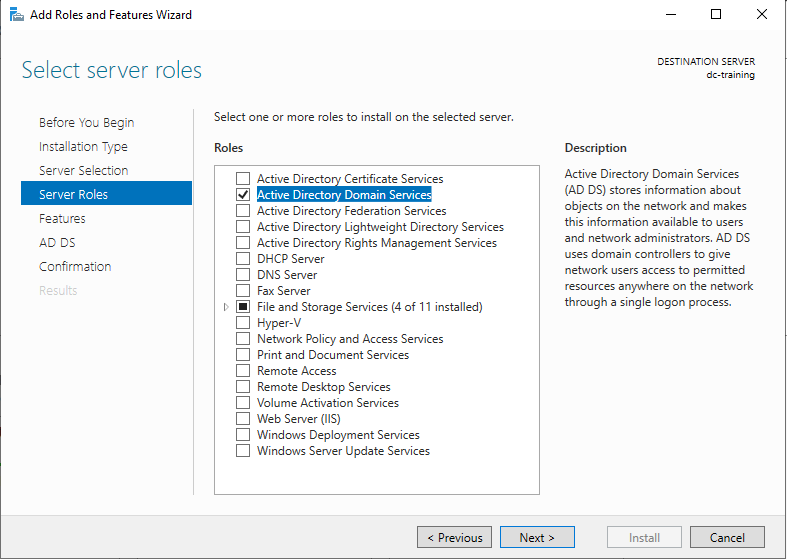 Add Roles and Features Wizard
Select server roles
DESTINATION SERVER
dc-training
Before You Begin
Installation Type
Server Selection
Server Roles
Features
AD DS
Confirmation
Results
Select one or more roles to install on the selected server.
Roles
Active Directory Certificate Services
Active Directory Domain Services
Active Directory Federation Services
Active Directory Lightweight Directory Services
Active Directory Rights Management Services
DHCP Server
DNS Server
Fax Server
File and Storage Services (4 of 11 installed)
Hyper-V
Network Policy and Access Services
Print and Document Services
Remote Access
Remote Desktop Services
Volume Activation Services
Web Server (IIS)
Windows Deployment Services
Windows Server Update Services
Description
Active Directory Domain Services
(AD DS) stores information about
objects on the network and makes
this information available to users
and network administrators. AD DS
uses domain controllers to give
network users access to permitted
resources anywhere on the network
through a single logon process.
< Previous
Next >
Install
Cancel